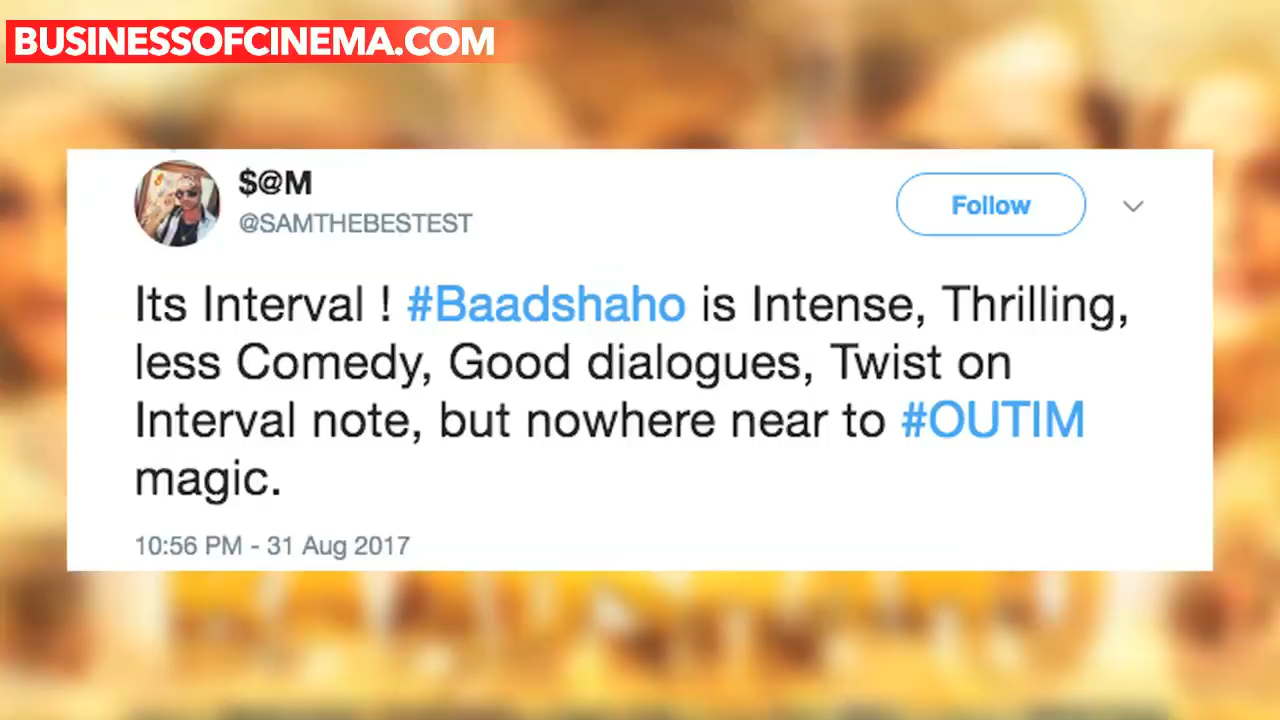 BUSINESSOFCINEMA.COM
$@M
@SAMTHEBESTEST
Follow
Its Interval ! #Baadshaho is Intense, Thrilling,
less Comedy, Good dialogues, Twist on
Interval note, but nowhere near to #OUTIM
magic.
10:56 PM - 31 Aug 2017